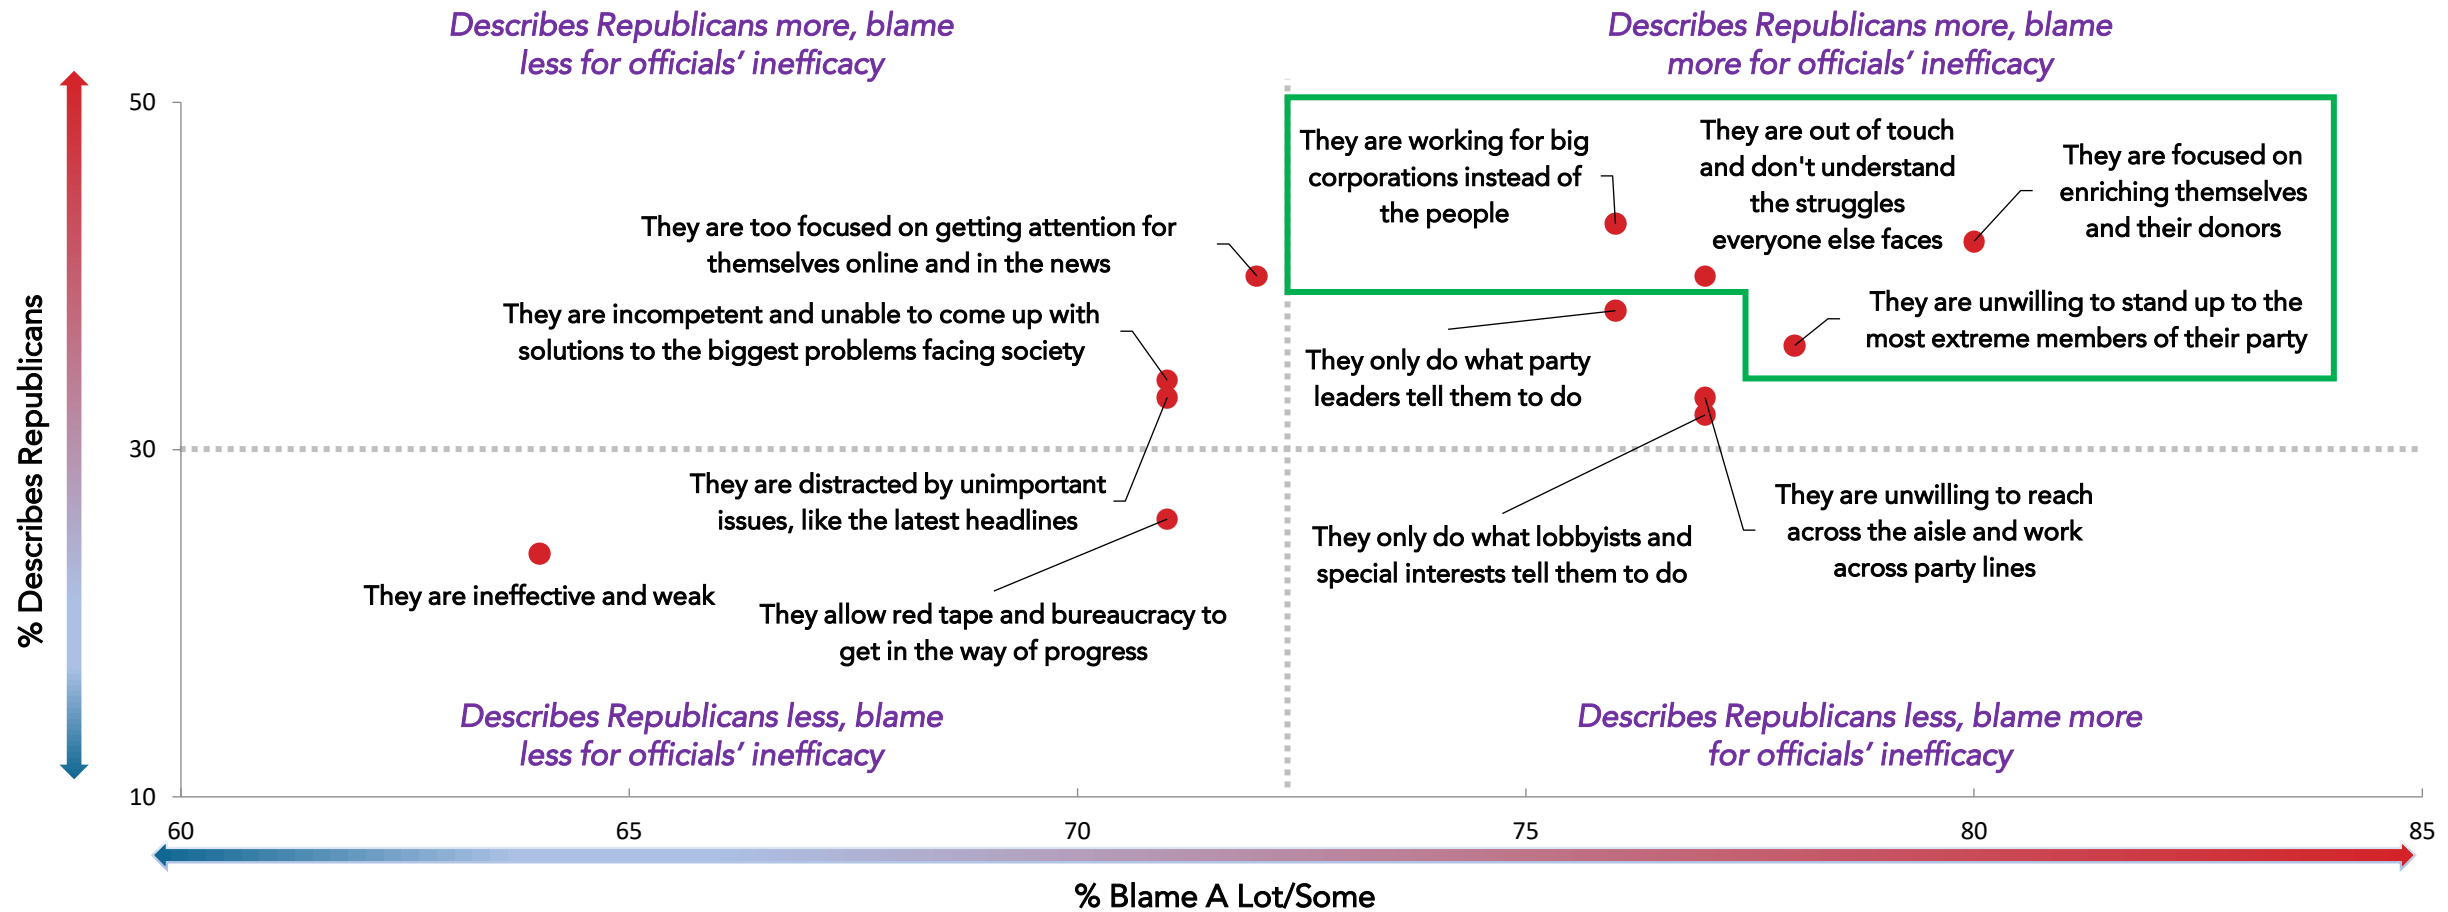 Describes Republicans more, blame
less for officials’ inefficacy
Describes Republicans more, blame
more for officials’ inefficacy
50
They are working for big
corporations instead of
the people
They are out of touch
and don't understand
the struggles
everyone else faces
They are focused on
enriching themselves
and their donors
They are too focused on getting attention for
themselves online and in the news
They are incompetent and unable to come up with
solutions to the biggest problems facing society
They are unwilling to stand up to the
most extreme members of their party
They only do what party
leaders tell them to do
% Describes Republicans
30
They are distracted by unimportant
issues, like the latest headlines
They are unwilling to reach
across the aisle and work
across party lines
They only do what lobbyists and
special interests tell them to do
They are ineffective and weak
They allow red tape and bureaucracy to
get in the way of progress
Describes Republicans less, blame
less for officials’ inefficacy
Describes Republicans less, blame more
for officials’ inefficacy
10
60
65
70
75
80
85
% Blame A Lot/Some